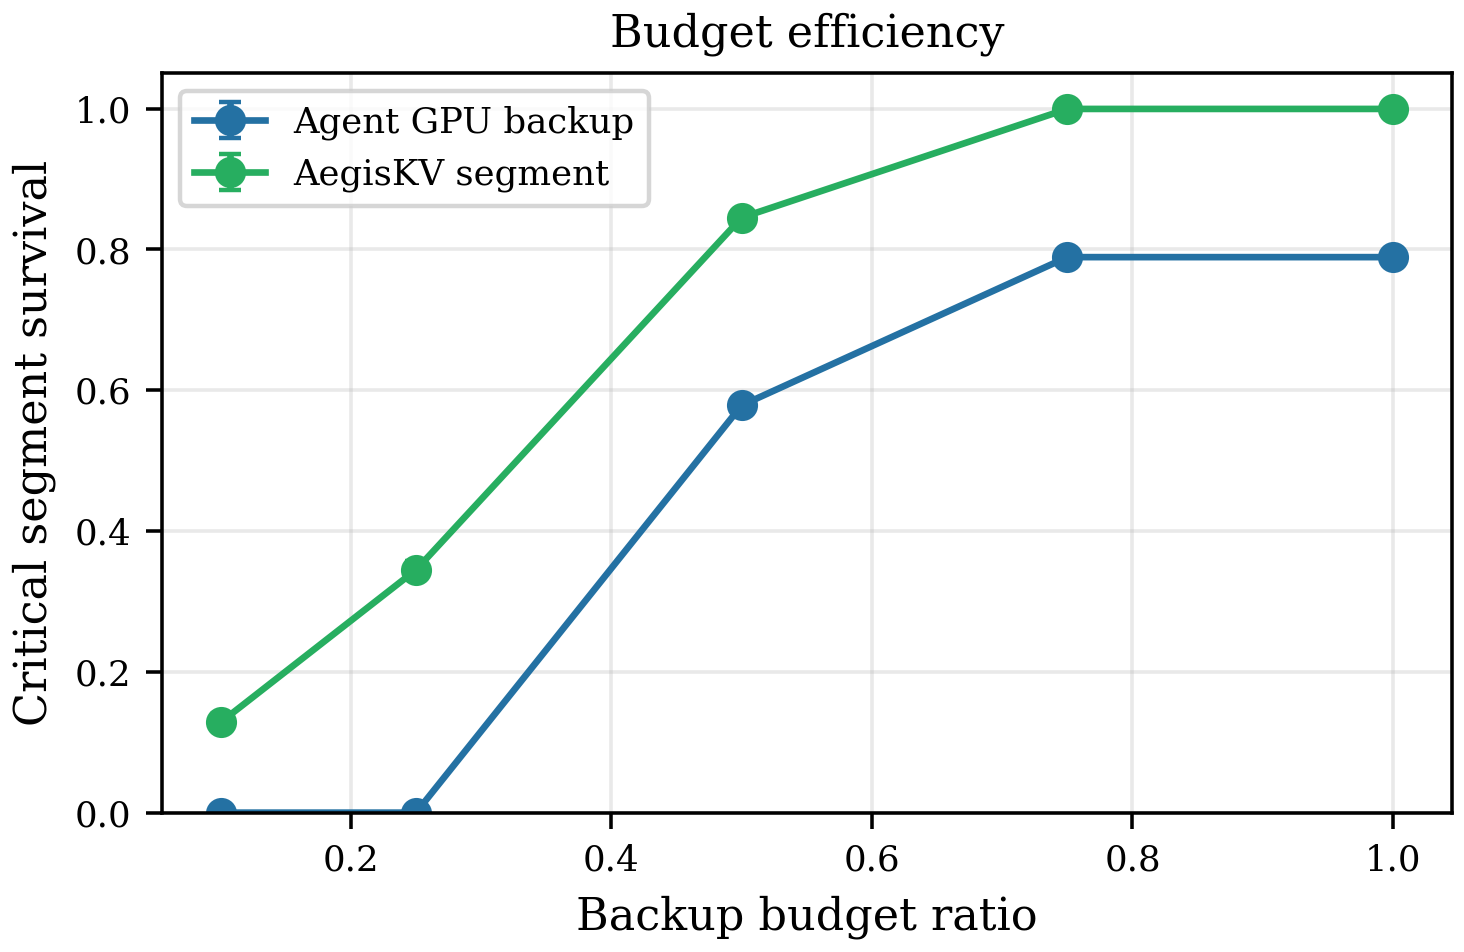 Budget efficiency
Agent GPU backup
AegisKV segment
Critical segment survival
1.0
0.8
0.6
0.4
0.2
0.0
0.2 0.4 0.6 0.8 1.0
Backup budget ratio